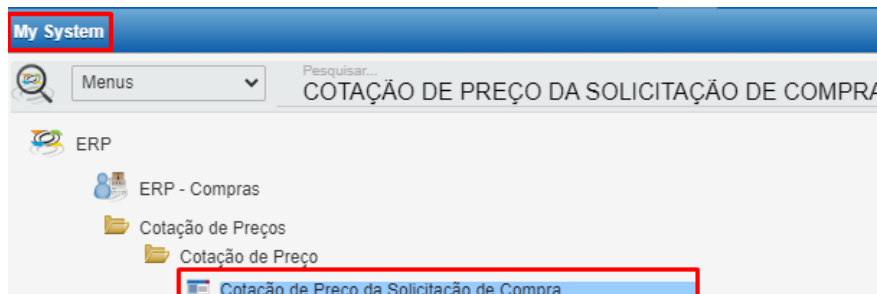 My System
Menus
Pesquisar...
COTAÇÃO DE PREÇO DA SOLICITAÇÃO DE COMPRA
ERP
ERP - Compras
Cotação de Preços
Cotação de Preço
Cotação de Preço da Solicitação de Compra